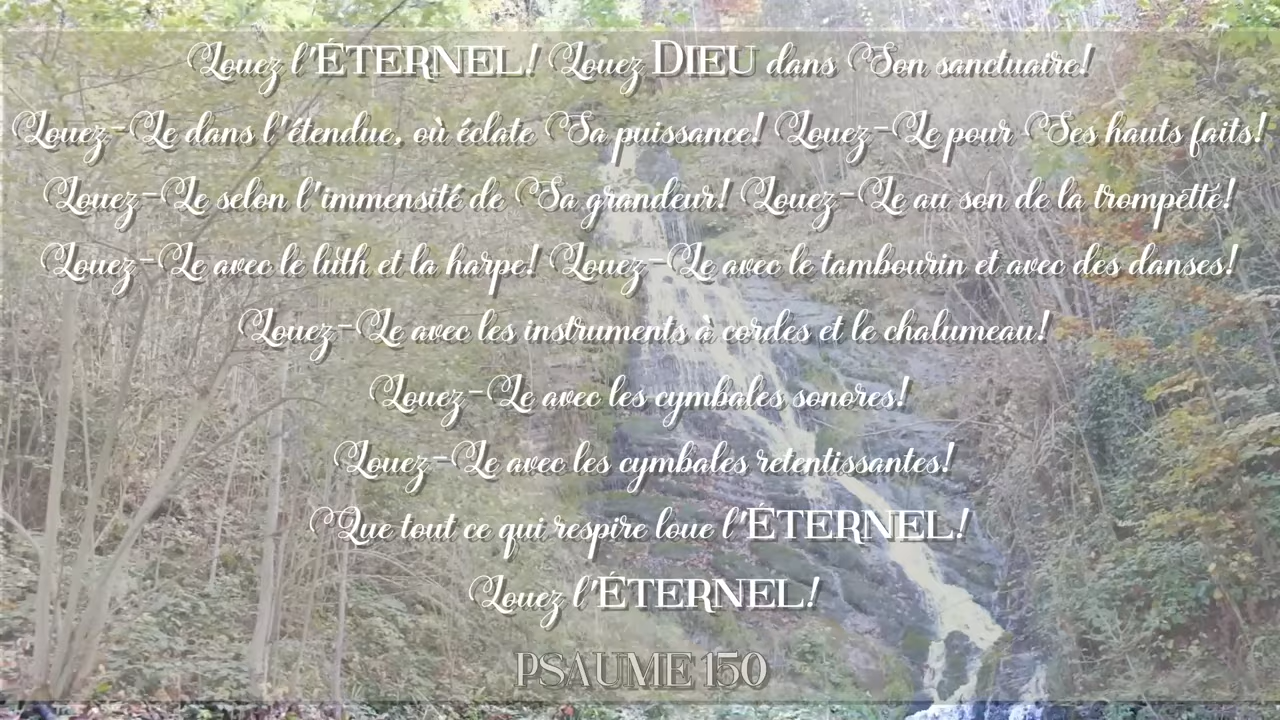 Louez l'ÉTERNEL! Louez DIEU dans Son sanctuaire!
Louez-Le dans l'étendue, où éclate Sa puissance! Louez-Le pour Ses hauts faits!
Louez-Le selon l'immensité de Sa grandeur! Louez-Le au son de la trompette!
Louez-Le avec le luth et la harpe! Louez-Le avec le tambourin et avec des danses!
Louez-Le avec les instruments à cordes et le chalumeau!
Louez-Le avec les cymbales sonores!
Louez-Le avec les cymbales retentissantes!
Que tout ce qui respire loue l'ÉTERNEL!
Louez l'ÉTERNEL!
PSAUME 150